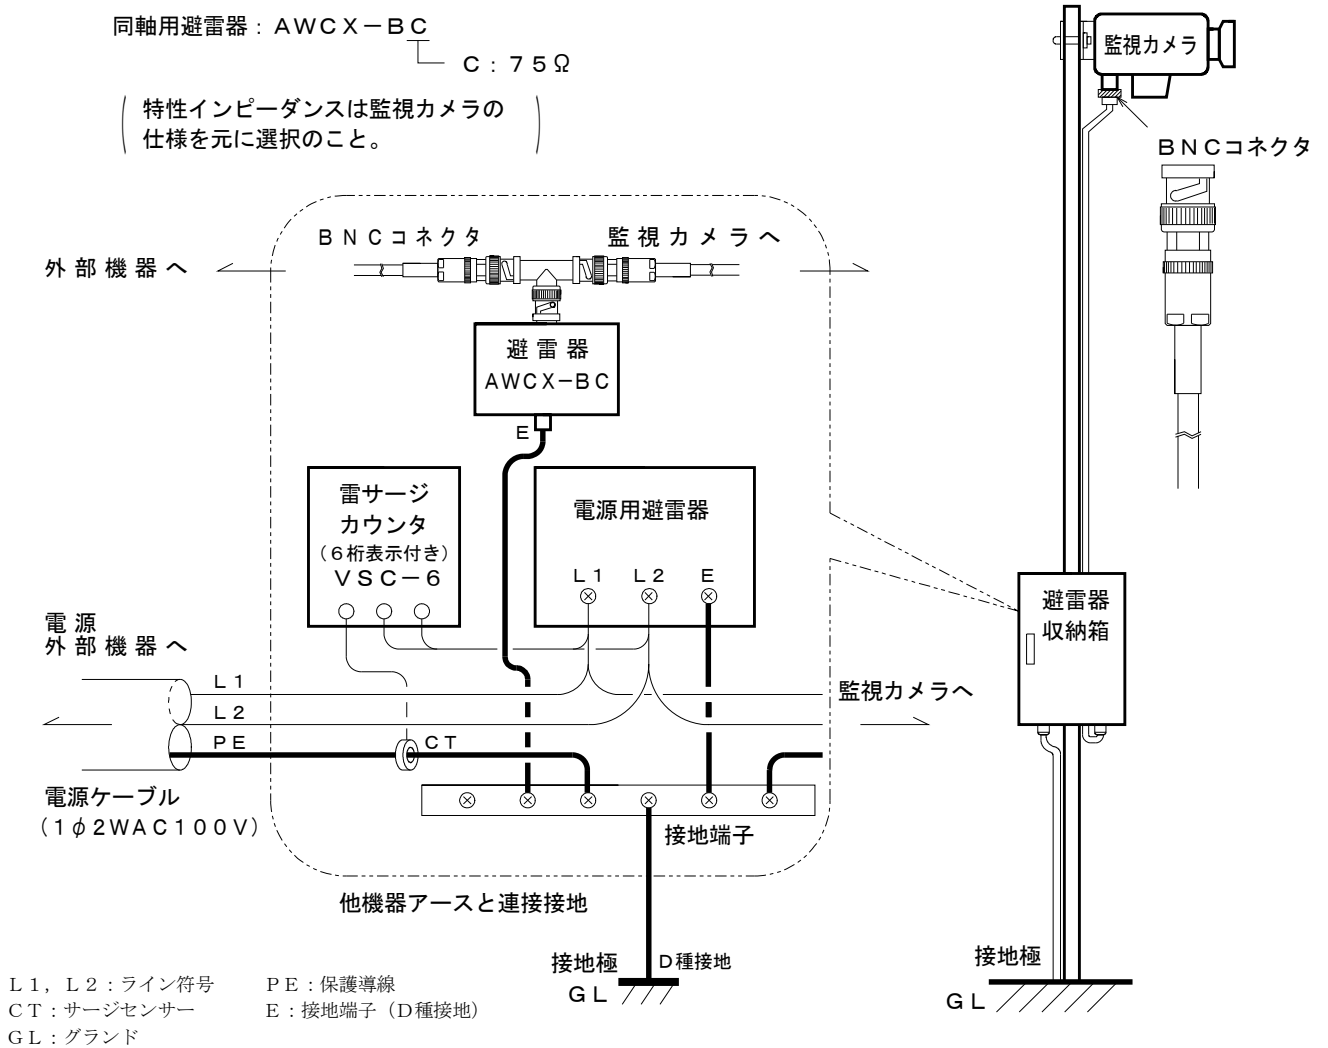 同軸用避雷器：ＡＷＣＸ－ＢＣ
Ｃ：７５Ω
特性インピーダンスは監視カメラの
仕様を元に選択のこと。
監視カメラ
ＢＮＣコネクタ
ＢＮＣコネクタ
監視カメラへ
外部機器へ
避雷器
ＡＷＣＸ－ＢＣ
Ｅ
雷サージ
カウンタ
（６桁表示付き）
ＶＳＣ－６
電源用避雷器
Ｌ１ Ｌ２ Ｅ
避雷器
収納箱
電源
外部機器へ
Ｌ１
監視カメラへ
Ｌ２
ＰＥ
ＣＴ
電源ケーブル
（１φ２ＷＡＣ１００Ｖ）
接地端子
他機器アースと連接接地
接地極
Ｄ種接地
ＧＬ
接地極
ＧＬ
Ｌ１，Ｌ２：ライン符号 ＰＥ：保護導線
ＣＴ：サージセンサー Ｅ：接地端子（Ｄ種接地）
ＧＬ：グランド